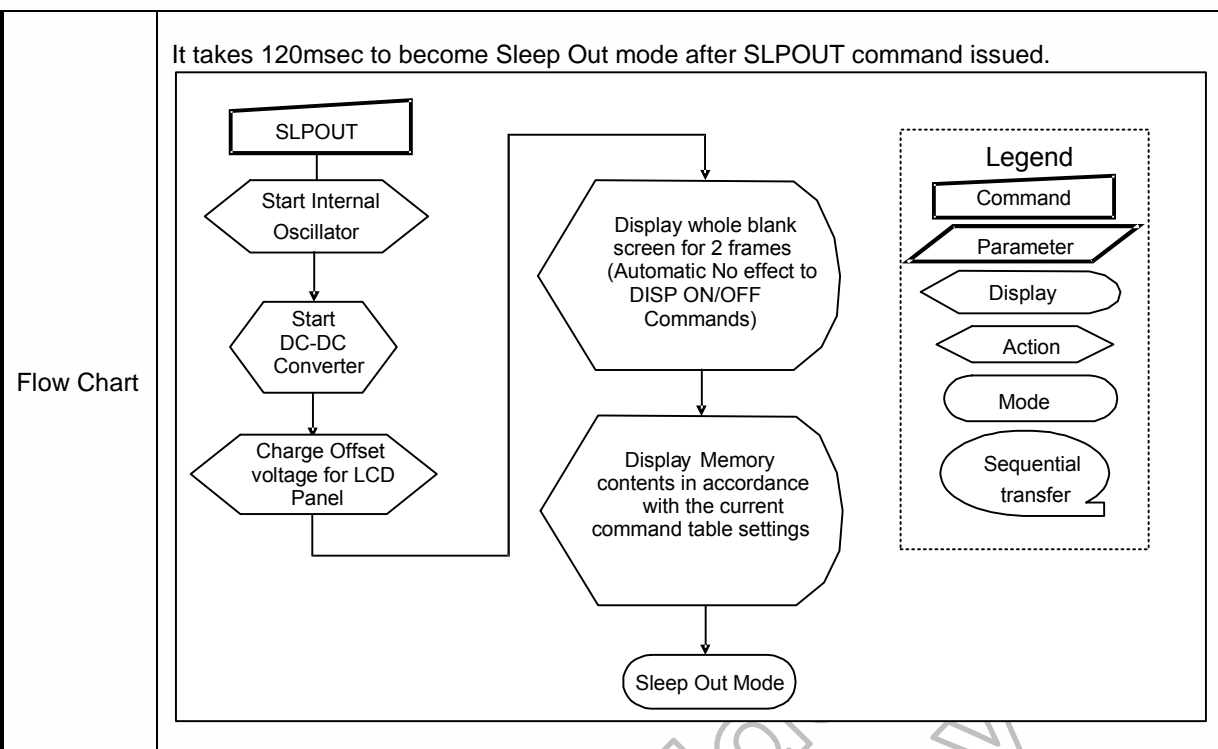 Flow Chart
It takes 120msec to become Sleep Out mode after SLPOUT command issued.
SLPOUT
Start Internal
Oscillator
Start
DC-DC
Converter
Charge Offset
voltage for LCD
Panel
Display whole blank
screen for 2 frames
(Automatic No effect to
DISP ON/OFF
Commands)
Display Memory
contents in accordance
with the current
command table settings
Sleep Out Mode
Legend
Command
Parameter
Display
Action
Mode
Sequential
transfer